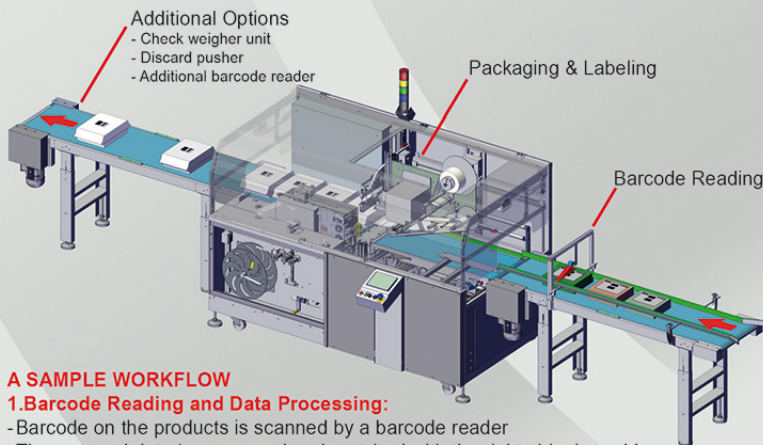 Additional Options
- Check weigher unit
- Discard pusher
- Additional barcode reader
Packaging & Labeling
Barcode Reading
A SAMPLE WORKFLOW
1.Barcode Reading and Data Processing:
-Barcode on the products is scanned by a barcode reader